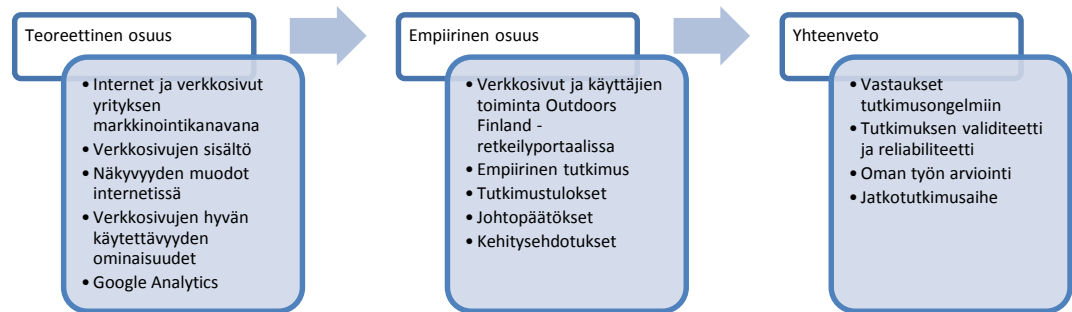 Teoreettinen osuus
• Internet ja verkkosivut
yrityksen
markkinointikanavana
• Verkkosivujen sisältö
• Näkyvyyden muodot
internetissä
• Verkkosivujen hyvän
käytettävyyden
ominaisuudet
• Google Analytics
Empiirinen osuus
• Verkkosivut ja käyttäjien
toiminta Outdoors
Finland -
retkeilyportaalissa
• Empiirinen tutkimus
• Tutkimustulokset
• Johtopäätökset
• Kehitysehdotukset
Yhteenveto
• Vastaukset
tutkimusongelmiin
• Tutkimuksen validiteetti
ja reliabiliteetti
• Oman työn arviointi
• Jatkotutkimusaihe